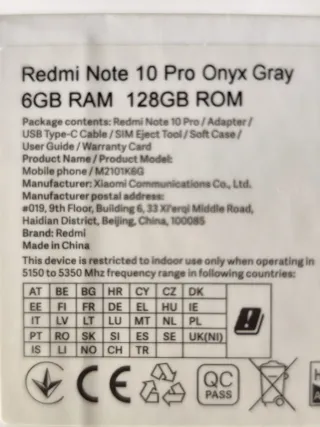 Redmi Note 10 Pro Onyx Gray
6GB RAM 128GB ROM
Package contents: Redmi Note 10 Pro / Adapter /
USB Type-C Cable / SIM Eject Tool / Soft Case /
User Guide / Warranty Card
Product Name / Product Model:
Mobile phone / M2101K6G
Manufacturer: Xiaomi Communications Co., Ltd.
Manufacturer postal address:
#019, 9th Floor, Building 6, 33 Xi'erqi Middle Road,
Haidian District, Beijing, China, 100085
Brand: Redmi
Made in China
This device is restricted to indoor use only when operating in
5150 to 5350 Mhz frequency range in following countries:
AT BE BG HR CY CZ DK
EE FI FR DE EL HU IE
IT LV LT LU MT NL PL
PT RO SK SI ES SE UK(NI)
IS LI NO CH TR
CE QC
PASS